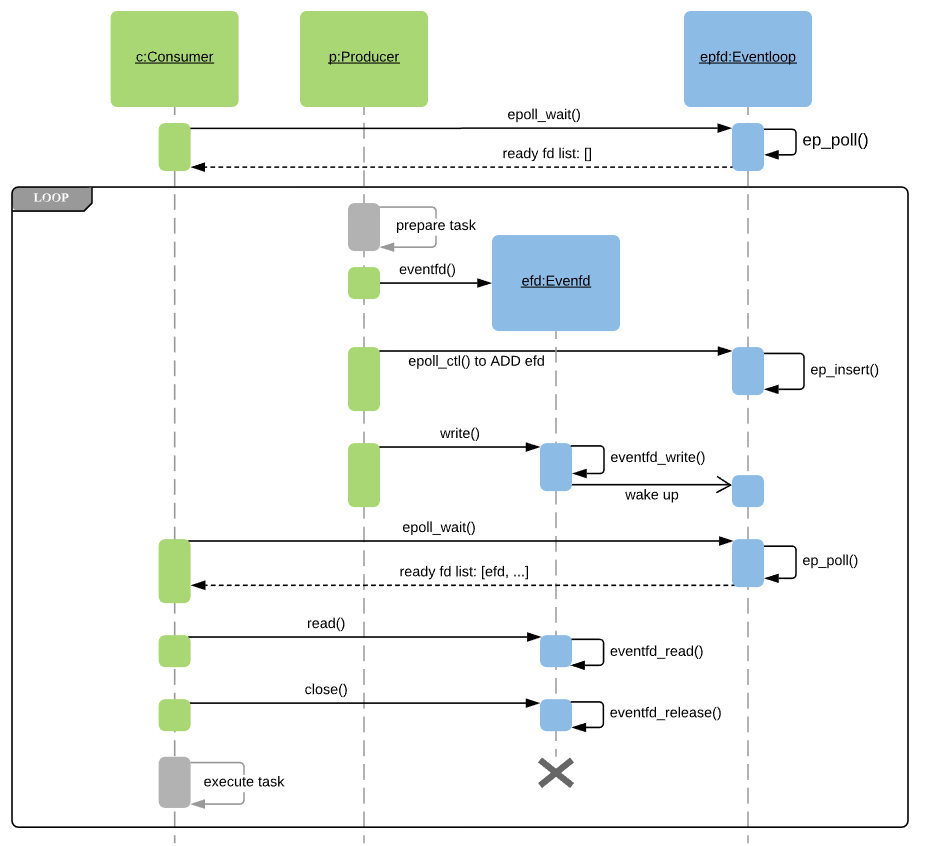 c:Consumer
p:Producer
epfd:Eventloop
epoll_wait()
ep_poll()
ready fd list: []
LOOP
prepare task
eventfd()
efd:Evenfd
epoll_ctl() to ADD efd
ep_insert()
write()
eventfd_write()
wake up
epoll_wait()
ep_poll()
ready fd list: [efd, ...]
read()
eventfd_read()
close()
eventfd_release()
execute task